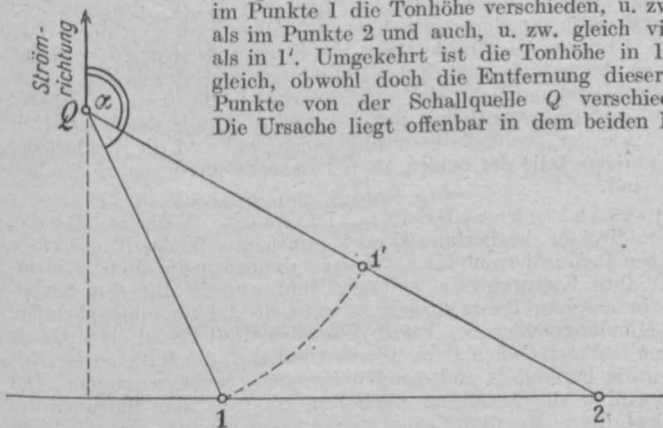 im Punkte 1 die Tonhöhe verschieden, u. zw
als im Punkte 2 und auch, u. zw. gleich vi
als in 1'. Umgekehrt ist die Tonhöhe in 1
gleich, obwohl doch die Entfernung dieser
Punkte von der Schallquelle Q verschie
Die Ursache liegt offenbar in dem beiden
Ström-
richtung
Q
α
1'
1
2